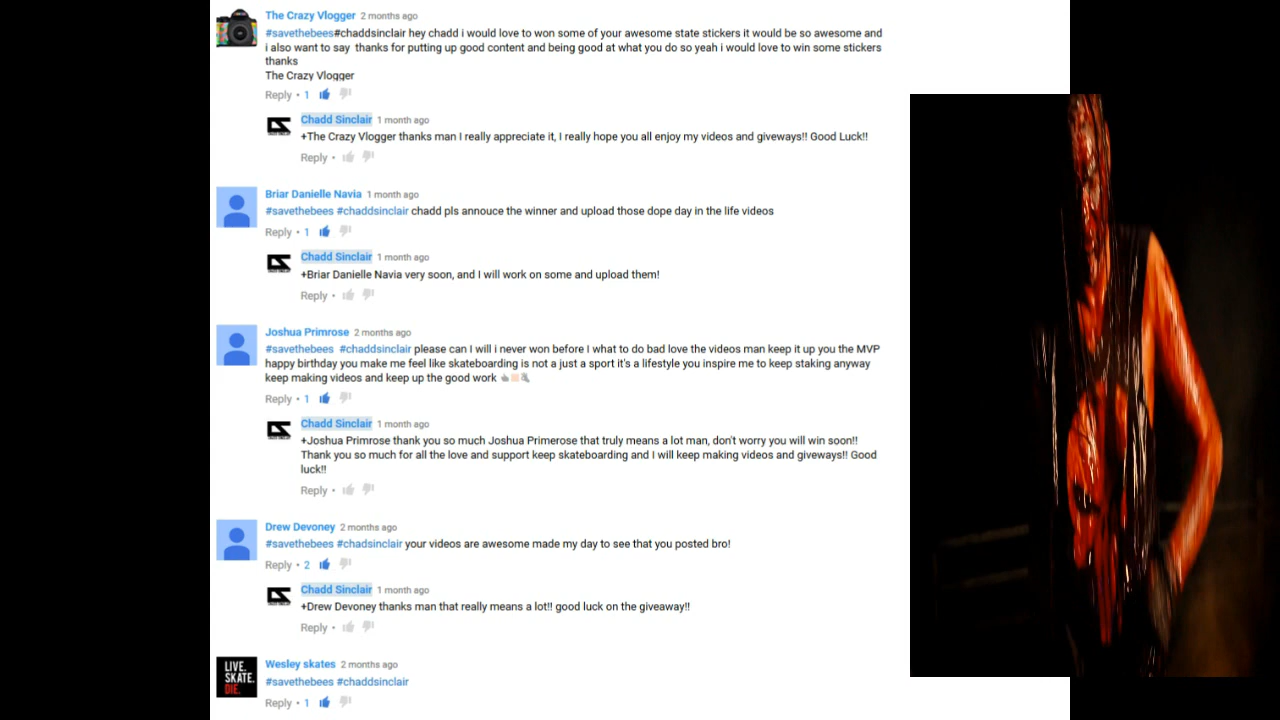 The Crazy Vlogger 2 months ago
#savethebees#chaddsinclair hey chadd i would love to won some of your awesome state stickers it would be so awesome and
i also want to say thanks for putting up good content and being good at what you do so yeah i would love to win some stickers
thanks
The Crazy Vlogger
Reply • 1
Chadd Sinclair 1 month ago
+The Crazy Vlogger thanks man I really appreciate it, I really hope you all enjoy my videos and giveways!! Good Luck!!
Reply •
Briar Danielle Navia 1 month ago
#savethebees #chaddsinclair chadd pls annouce the winner and upload those dope day in the life videos
Reply • 1
Chadd Sinclair 1 month ago
+Briar Danielle Navia very soon, and I will work on some and upload them!
Reply •
Joshua Primrose 2 months ago
#savethebees #chaddsinclair please can I will i never won before I what to do bad love the videos man keep it up you the MVP
happy birthday you make me feel like skateboarding is not a just a sport it's a lifestyle you inspire me to keep staking anyway
keep making videos and keep up the good work
Reply • 1
Chadd Sinclair 1 month ago
+Joshua Primrose thank you so much Joshua Primerose that truly means a lot man, don't worry you will win soon!!
Thank you so much for all the love and support keep skateboarding and I will keep making videos and giveways!! Good
luck!!
Reply •
Drew Devoney 2 months ago
#savethebees #chadsinclair your videos are awesome made my day to see that you posted bro!
Reply • 2
Chadd Sinclair 1 month ago
+Drew Devoney thanks man that really means a lot!! good luck on the giveaway!!
Reply •
LIVE.
SKATE.
DIE.
Wesley skates 2 months ago
#savethebees #chaddsinclair
Reply • 1